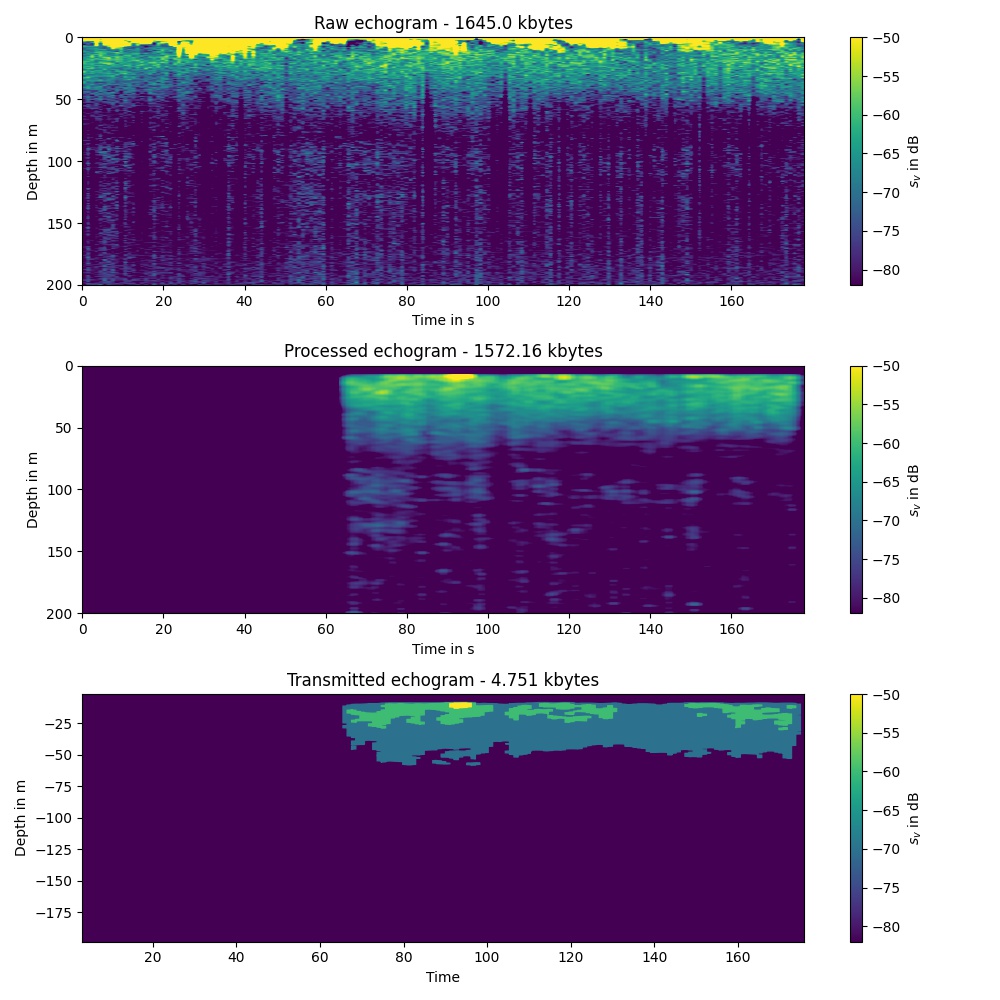 Raw echogram - 1645.0 kbytes
0
50
100
150
200
Depth in m
0 20 40 60 80 100 120 140 160
Time in s
−50
−55
−60
−65
−70
−75
−80
s_v in dB
Processed echogram - 1572.16 kbytes
0
50
100
150
200
Depth in m
0 20 40 60 80 100 120 140 160
Time in s
−50
−55
−60
−65
−70
−75
−80
s_v in dB
Transmitted echogram - 4.751 kbytes
−25
−50
−75
−100
−125
−150
−175
Depth in m
20 40 60 80 100 120 140 160
Time
−50
−55
−60
−65
−70
−75
−80
s_v in dB